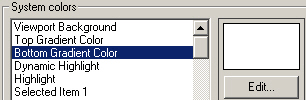 System colors
Viewport Background
Top Gradient Color
Bottom Gradient Color
Dynamic Highlight
Highlight
Selected Item 1
Edit...